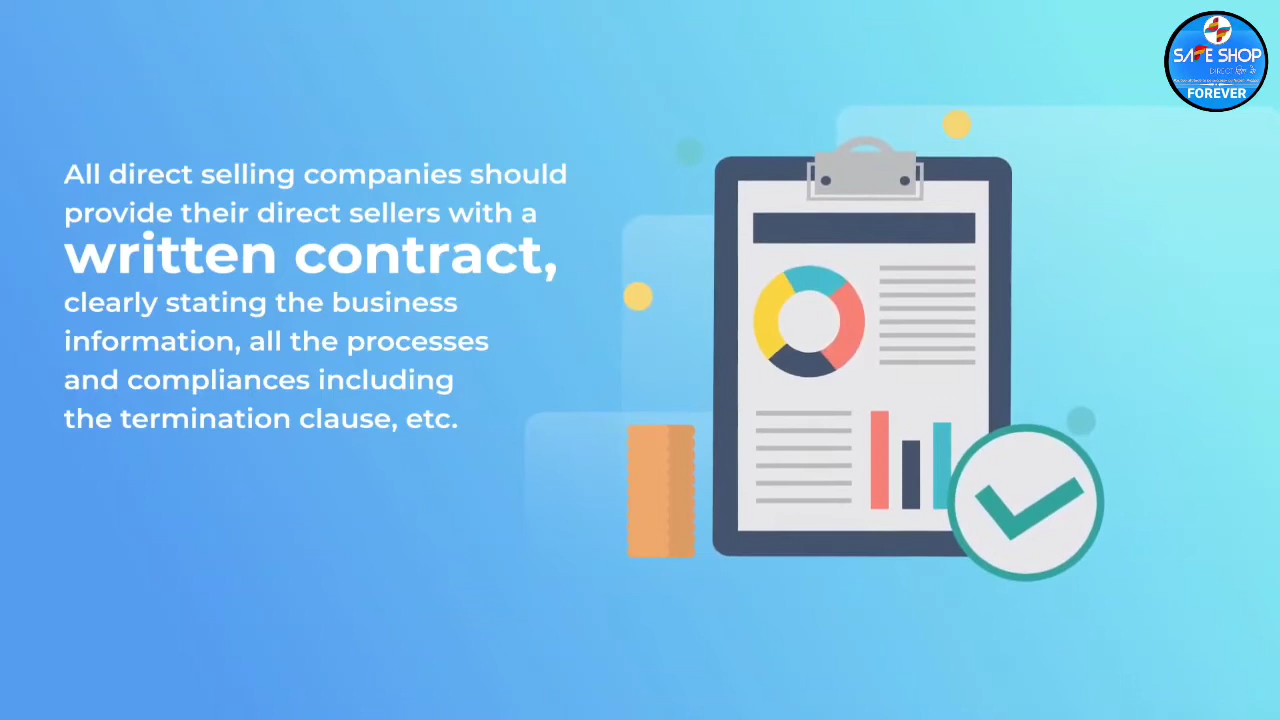 All direct selling companies should
provide their direct sellers with a
written contract,
clearly stating the business
information, all the processes
and compliances including
the termination clause, etc.
SAFE SHOP
DIRECT
FOREVER